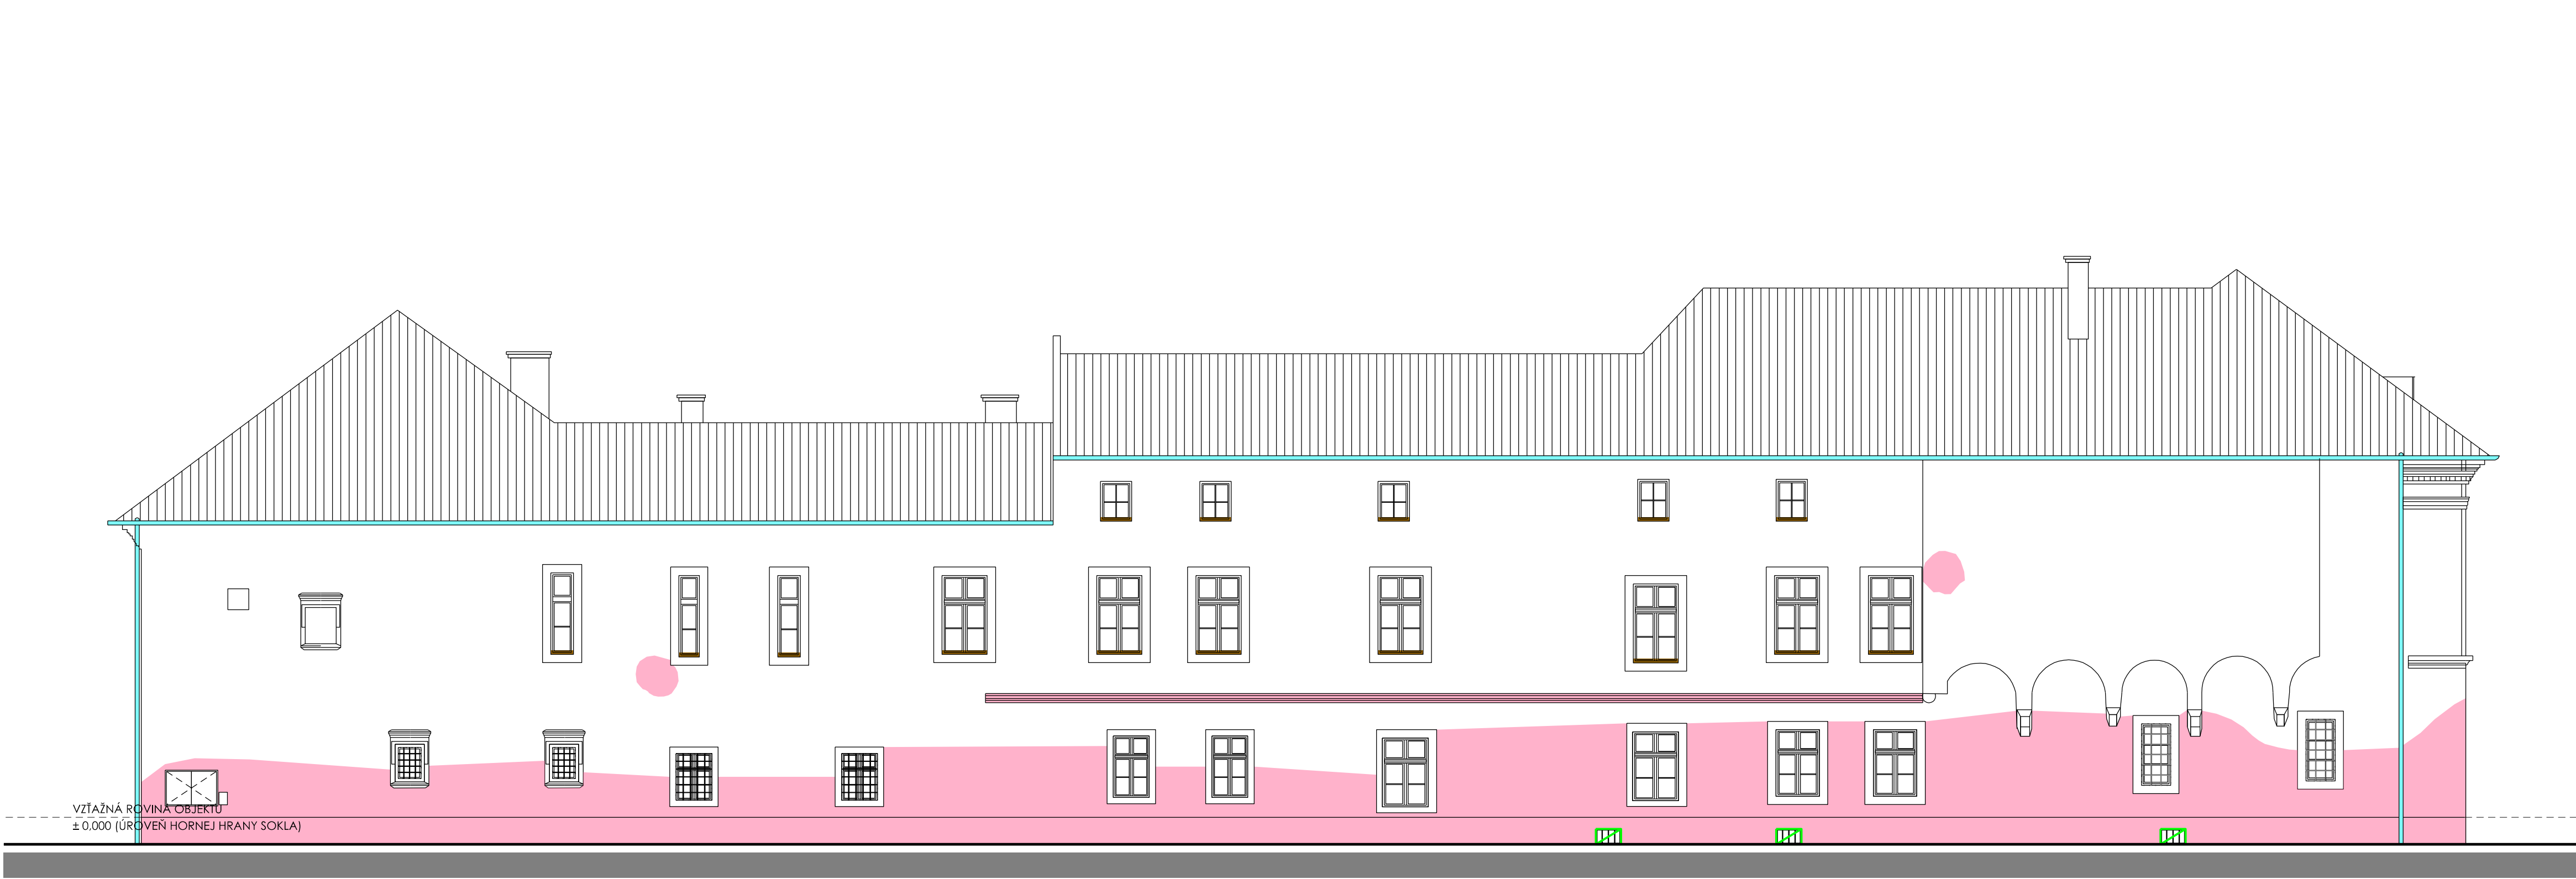 VZŤAŽNÁ ROVINA OBJEKTU
± 0,000 (ÚROVEŇ HORNEJ HRANY SOKLA)